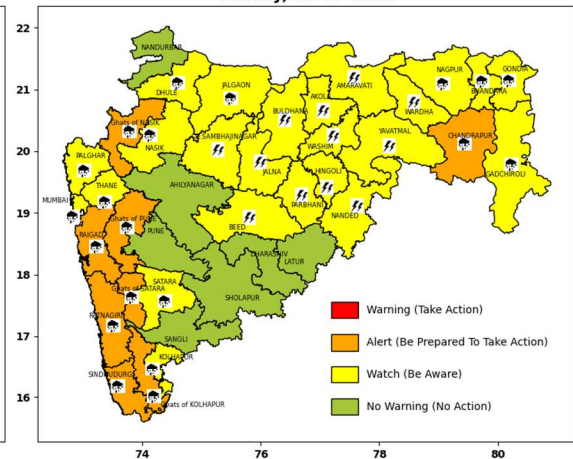 22
21
20
19
18
17
16
74
76
78
80
NANDURBAR
DHULE
JALGAON
AKOLA
AMARAVATI
NAGPUR
GONDIA
BHANDARA
BULDHANA
WARDHA
Ghats of NASIK
NASIK
SAMBHAJINAGAR
WASHIM
YAVATMAL
CHANDRAPUR
PALGHAR
JALNA
HINGOLI
GADCHIROLI
THANE
AHILYANAGAR
MUMBAI
PARBHANI
NANDED
Ghats of PUNE
PUNE
BEED
RAIGAD
DHARASHIV
LATUR
SATARA
Ghats of SATARA
SHOLAPUR
RATNAGIRI
SANGLI
KOLHAPUR
SINDHUDURG
Ghats of KOLHAPUR
Warning (Take Action)
Alert (Be Prepared To Take Action)
Watch (Be Aware)
No Warning (No Action)